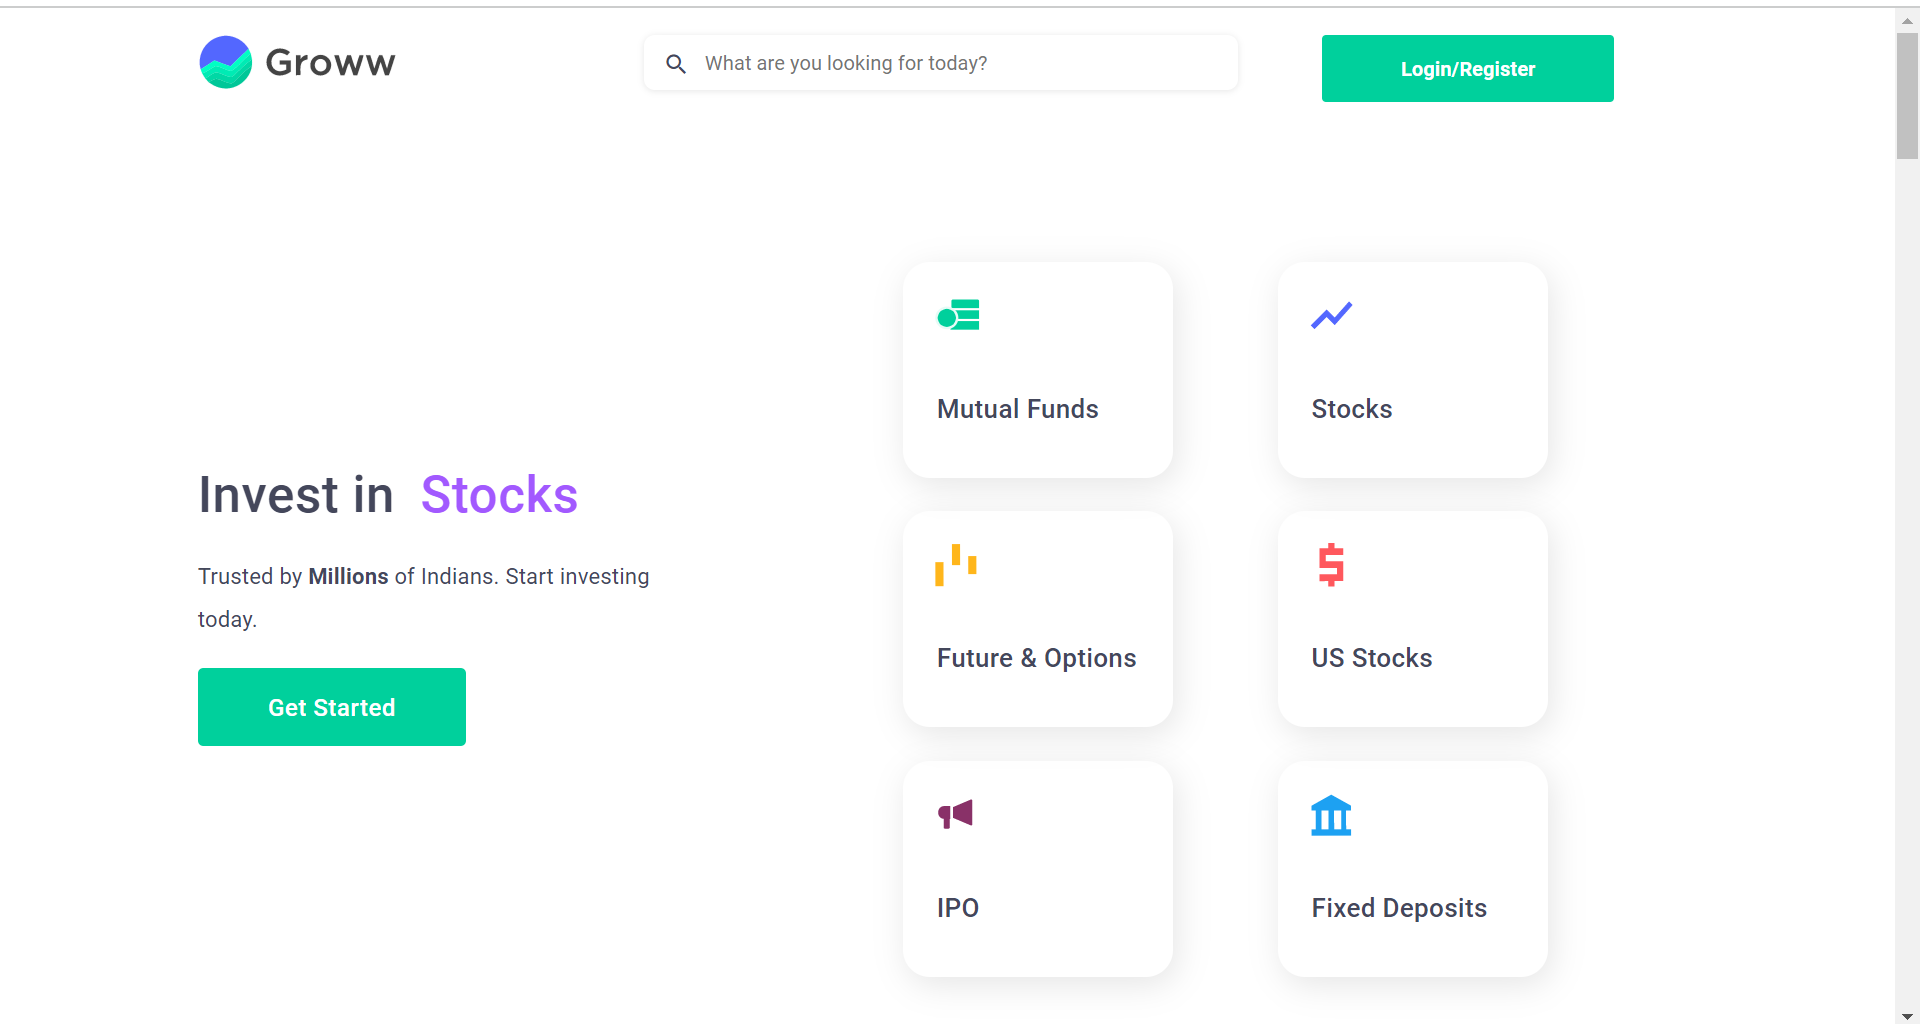 Groww
What are you looking for today?
Login/Register
Invest in Stocks
Trusted by Millions of Indians. Start investing
today.
Get Started
Mutual Funds
Stocks
Future & Options
US Stocks
IPO
Fixed Deposits